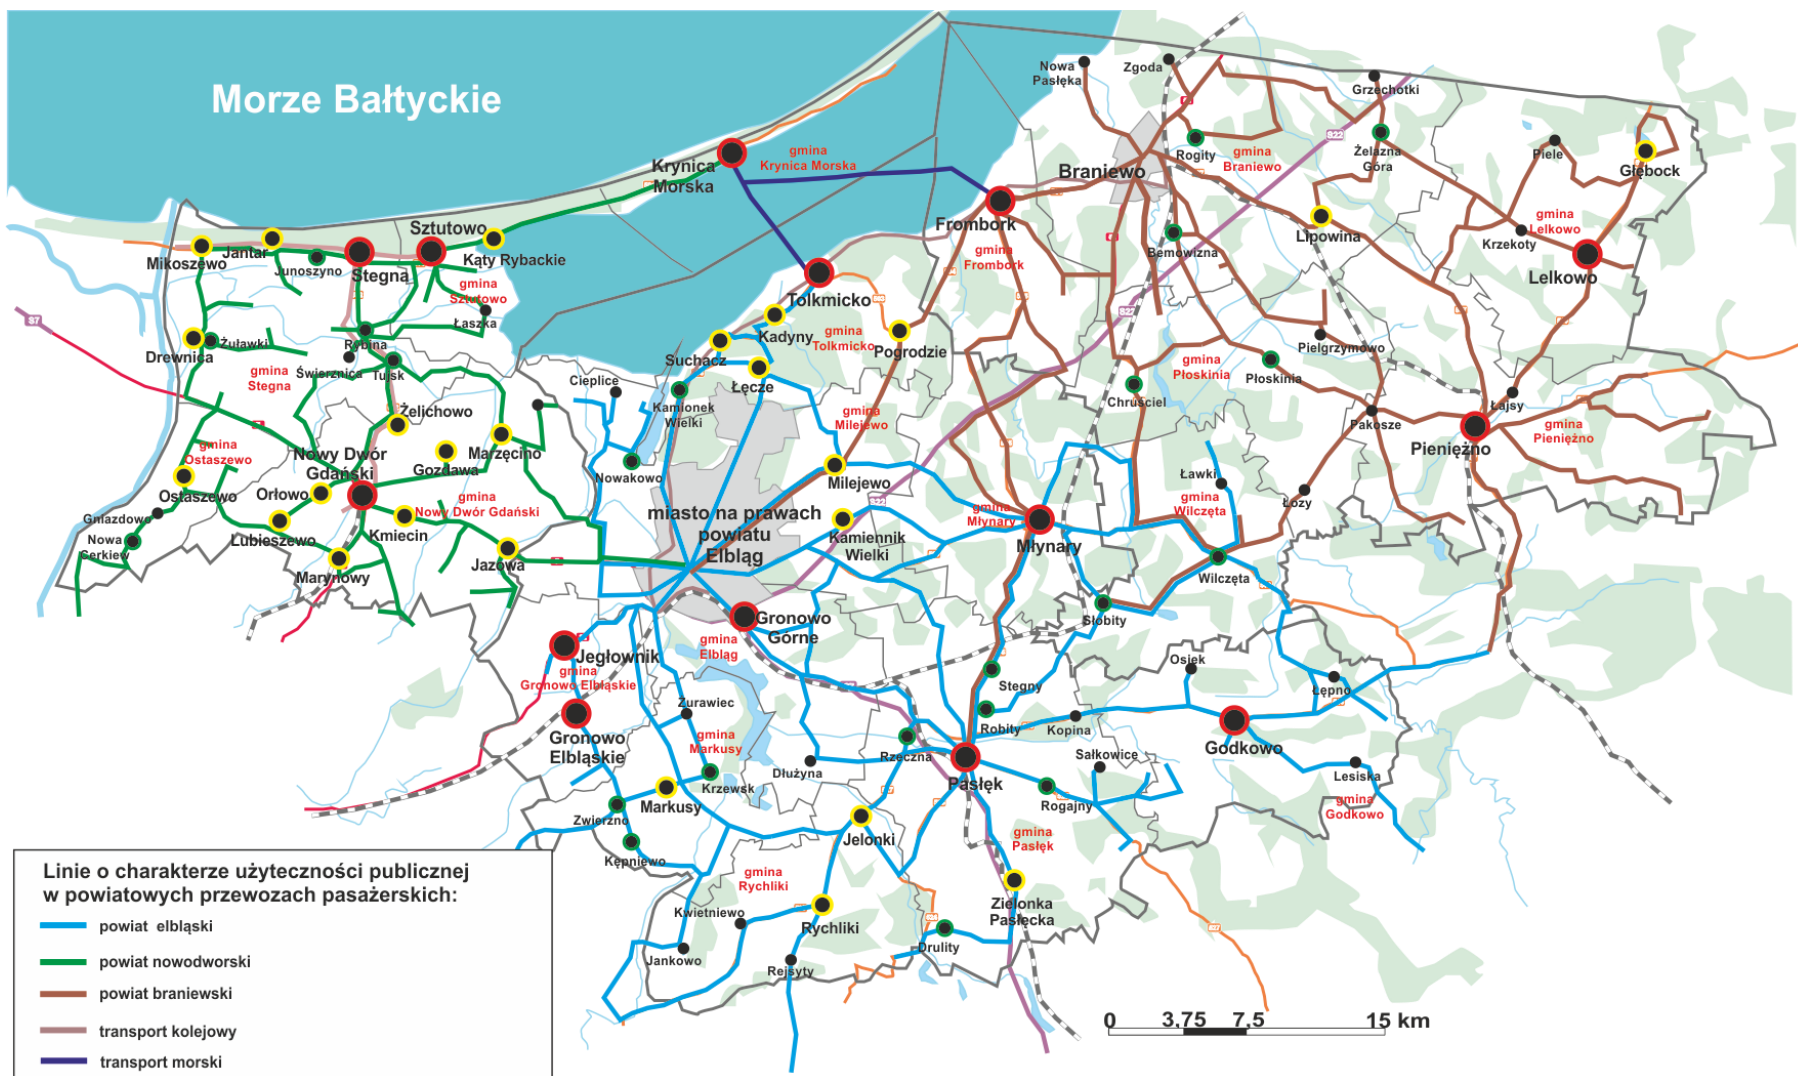 Morze Bałtyckie
Nowa
Pasłęka
Zgoda
Grzechotki
S22
Krynica
Morska
gmina
Krynica Morska
Braniewo
Rogity
gmina
Braniewo
Żelazna
Góra
Piele
Głębock
Frombork
gmina
Frombork
Bemowizna
Lipowina
Krzekoty
gmina
Lelkowo
Lelkowo
Mikoszewo
Jantar
Junoszyno
Stegna
Sztutowo
Kąty Rybackie
gmina
Sztutowo
Łaszka
Tolkmicko
Kadyny
gmina
Tolkmicko
Pogrodzie
S7
S22
Drewnica
Żuławki
Rybina
Świerznica
Tujsk
gmina
Stegna
Suchacz
Łęcze
Cieplice
Kamionek
Wielki
gmina
Milejewo
Chruściel
gmina
Płoskinia
Płoskinia
Pielgrzymowo
Pakosze
Łajsy
Pieniężno
gmina
Pieniężno
Żelichowo
gmina
Ostaszewo
Nowy Dwór
Gdański
Gozdawa
Marzęcino
Nowakowo
Ostaszewo
Orłowo
gmina
Nowy Dwór Gdański
Gniazdowo
Nowa
Cerkiew
Lubieszewo
Kmiecin
Marynowy
Jazowa
miasto na prawach
powiatu
Elbląg
Milejewo
S22
Kamiennik
Wielki
gmina
Młynary
Młynary
Ławki
gmina
Wilczęta
Łozy
Wilczęta
Słobity
Gronowo
Górne
gmina
Elbląg
Jegłownik
gmina
Gronowo Elbląskie
Gronowo
Elbląskie
Żurawiec
gmina
Markusy
Krzewsk
Markusy
Zwierzno
Kępniewo
Dłużyna
Rzeczna
Stegny
Robity
Kopina
Osiek
Łępno
Godkowo
Lesiska
gmina
Godkowo
Pasłęk
Sałkowice
Rogajny
gmina
Pasłęk
Jelonki
gmina
Rychliki
Kwietniewo
Rychliki
Jankowo
Rejsyty
Drulity
Zielonka
Pasłęcka
Linie o charakterze użyteczności publicznej
w powiatowych przewozach pasażerskich:
powiat elbląski
powiat nowodworski
powiat braniewski
transport kolejowy
transport morski
0 3,75 7,5 15 km